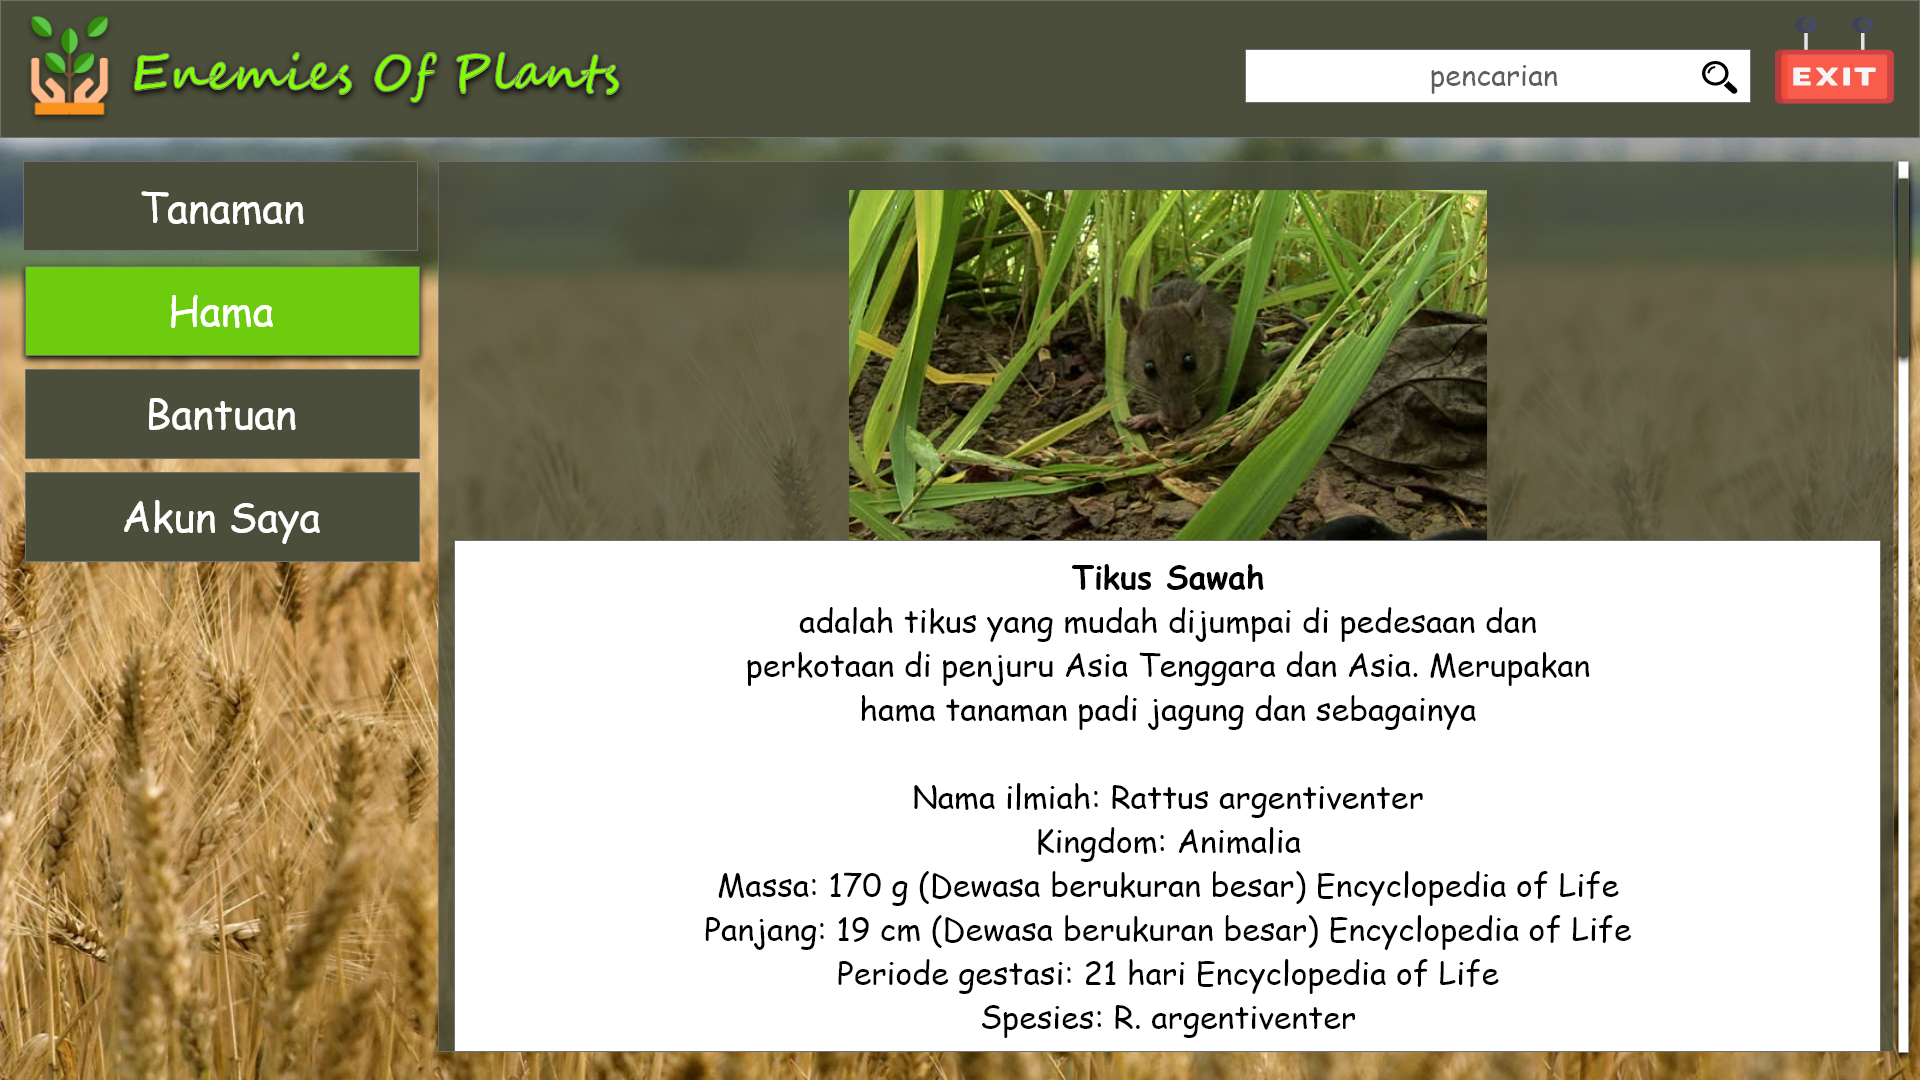 Enemies Of Plants
pencarian
EXIT
Tanaman
Hama
Bantuan
Akun Saya
Tikus Sawah
adalah tikus yang mudah dijumpai di pedesaan dan
perkotaan di penjuru Asia Tenggara dan Asia. Merupakan
hama tanaman padi jagung dan sebagainya
Nama ilmiah: Rattus argentiventer
Kingdom: Animalia
Massa: 170 g (Dewasa berukuran besar) Encyclopedia of Life
Panjang: 19 cm (Dewasa berukuran besar) Encyclopedia of Life
Periode gestasi: 21 hari Encyclopedia of Life
Spesies: R. argentiventer